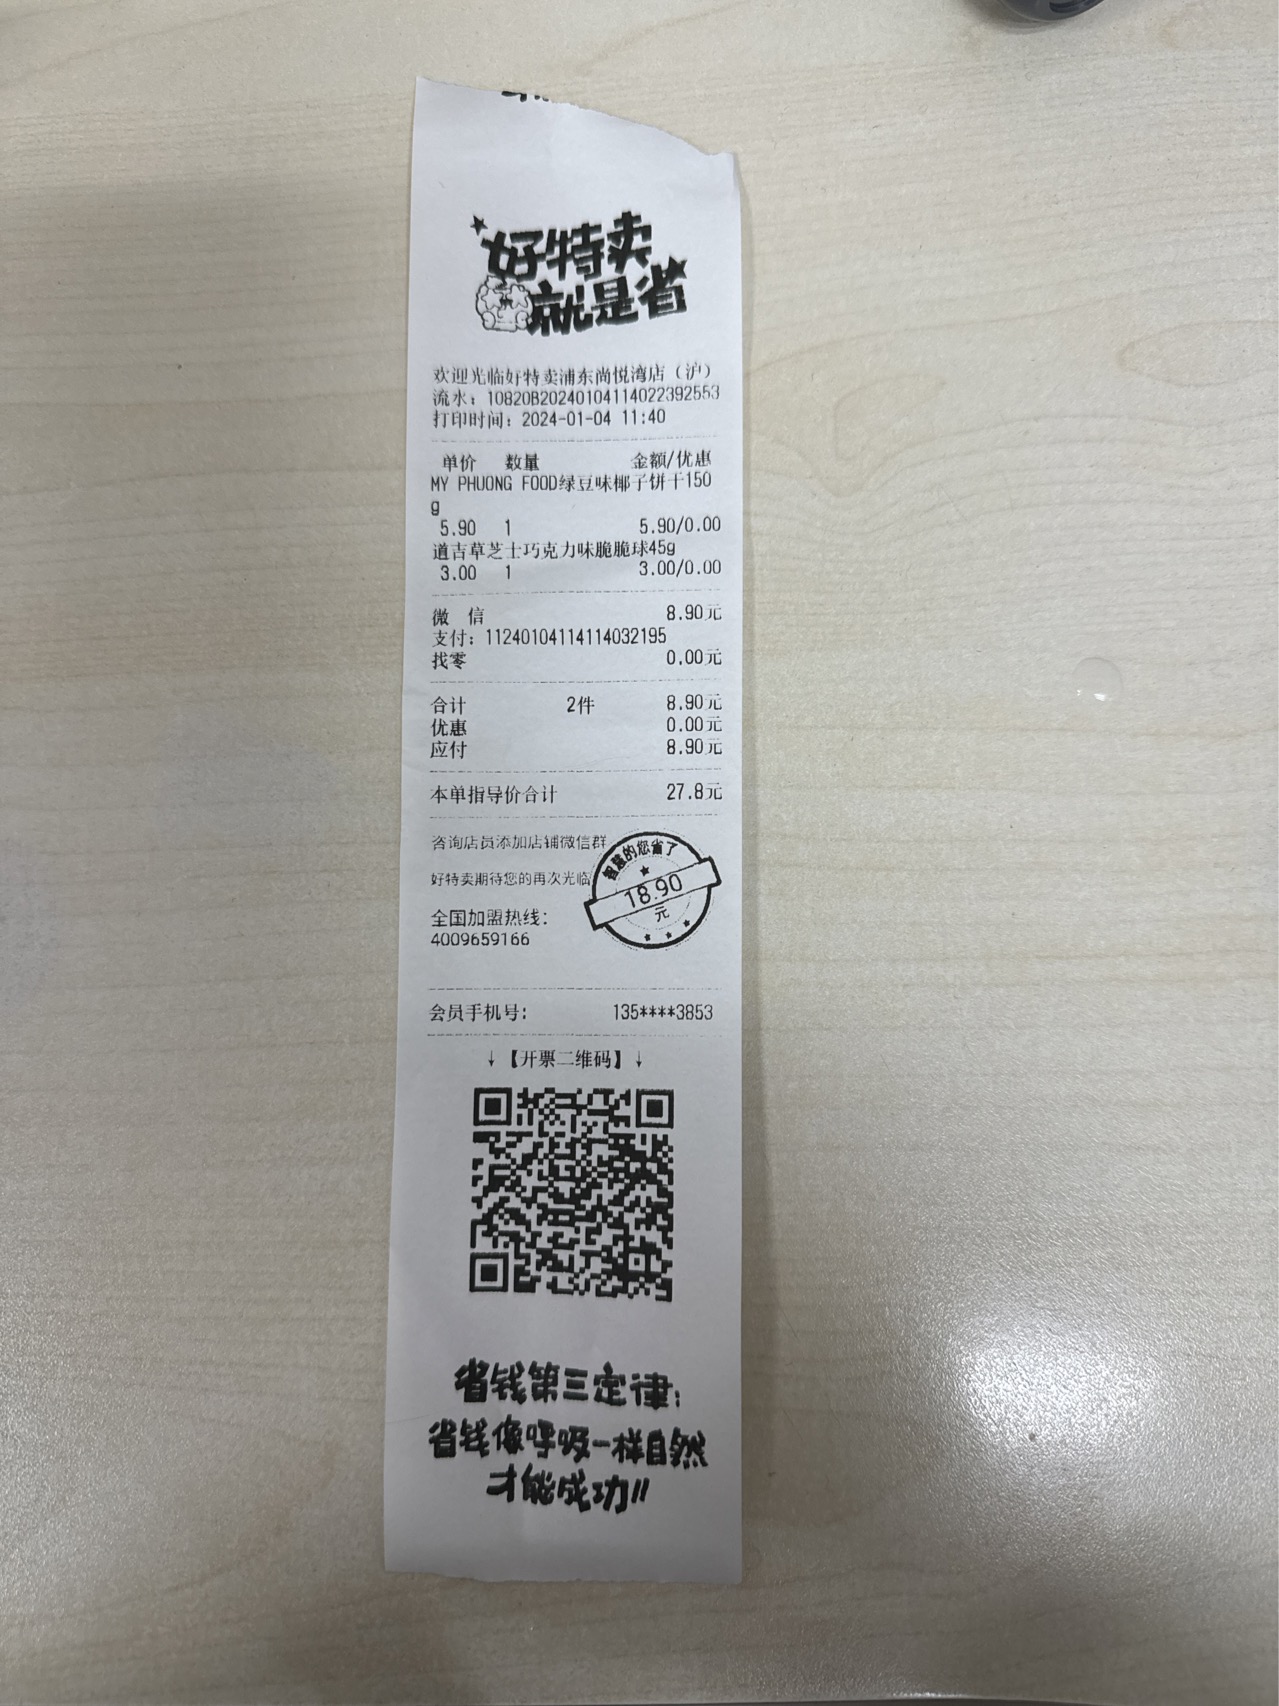 好特卖
就是省
欢迎光临好特卖浦东尚悦湾店（沪）
流水：10820B20240104114022392553
打印时间：2024-01-04 11:40
单价 数量 金额/优惠
MY PHUONG FOOD绿豆味椰子饼干150
g
5.90 1 5.90/0.00
道吉草芝士巧克力味脆脆球45g
3.00 1 3.00/0.00
微 信 8.90元
支付：11240104114114032195
找零 0.00元
合计 2件 8.90元
优惠 0.00元
应付 8.90元
本单指导价合计 27.8元
咨询店员添加店铺微信群
好特卖期待您的再次光临
智慧的您省了
18.90
元
全国加盟热线：
4009659166
会员手机号： 135****3853
↓【开票二维码】↓
省钱第三定律：
省钱像呼吸一样自然
才能成功!!